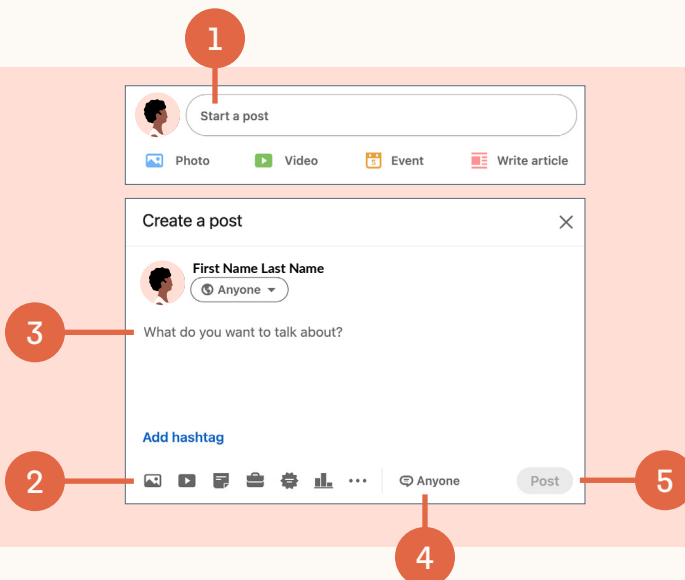 1
Start a post
Photo Video Event Write article
Create a post
First Name Last Name
Anyone
3
What do you want to talk about?
Add hashtag
2
Anyone
Post
5
4